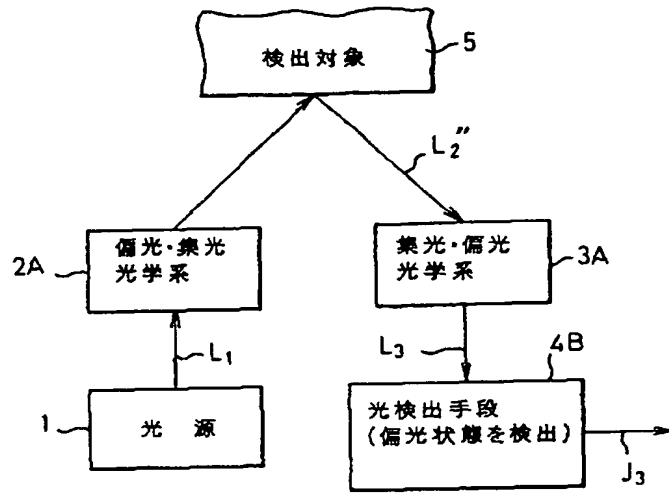 検出対象
5
L₂″
偏光・集光
光学系
2A
集光・偏光
光学系
3A
L₁
L₃
4B
1
光 源
光検出手段
(偏光状態を検出)
J₃